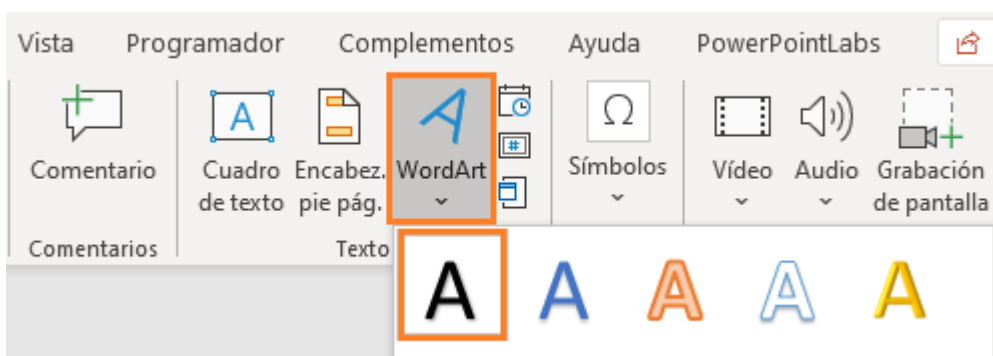 Vista Programador Complementos Ayuda PowerPointLabs
A A Ω
Comentario Cuadro Encabez. WordArt Símbolos Vídeo Audio Grabación
de texto pie pág. de pantalla
#
Comentarios Texto
A A A A A